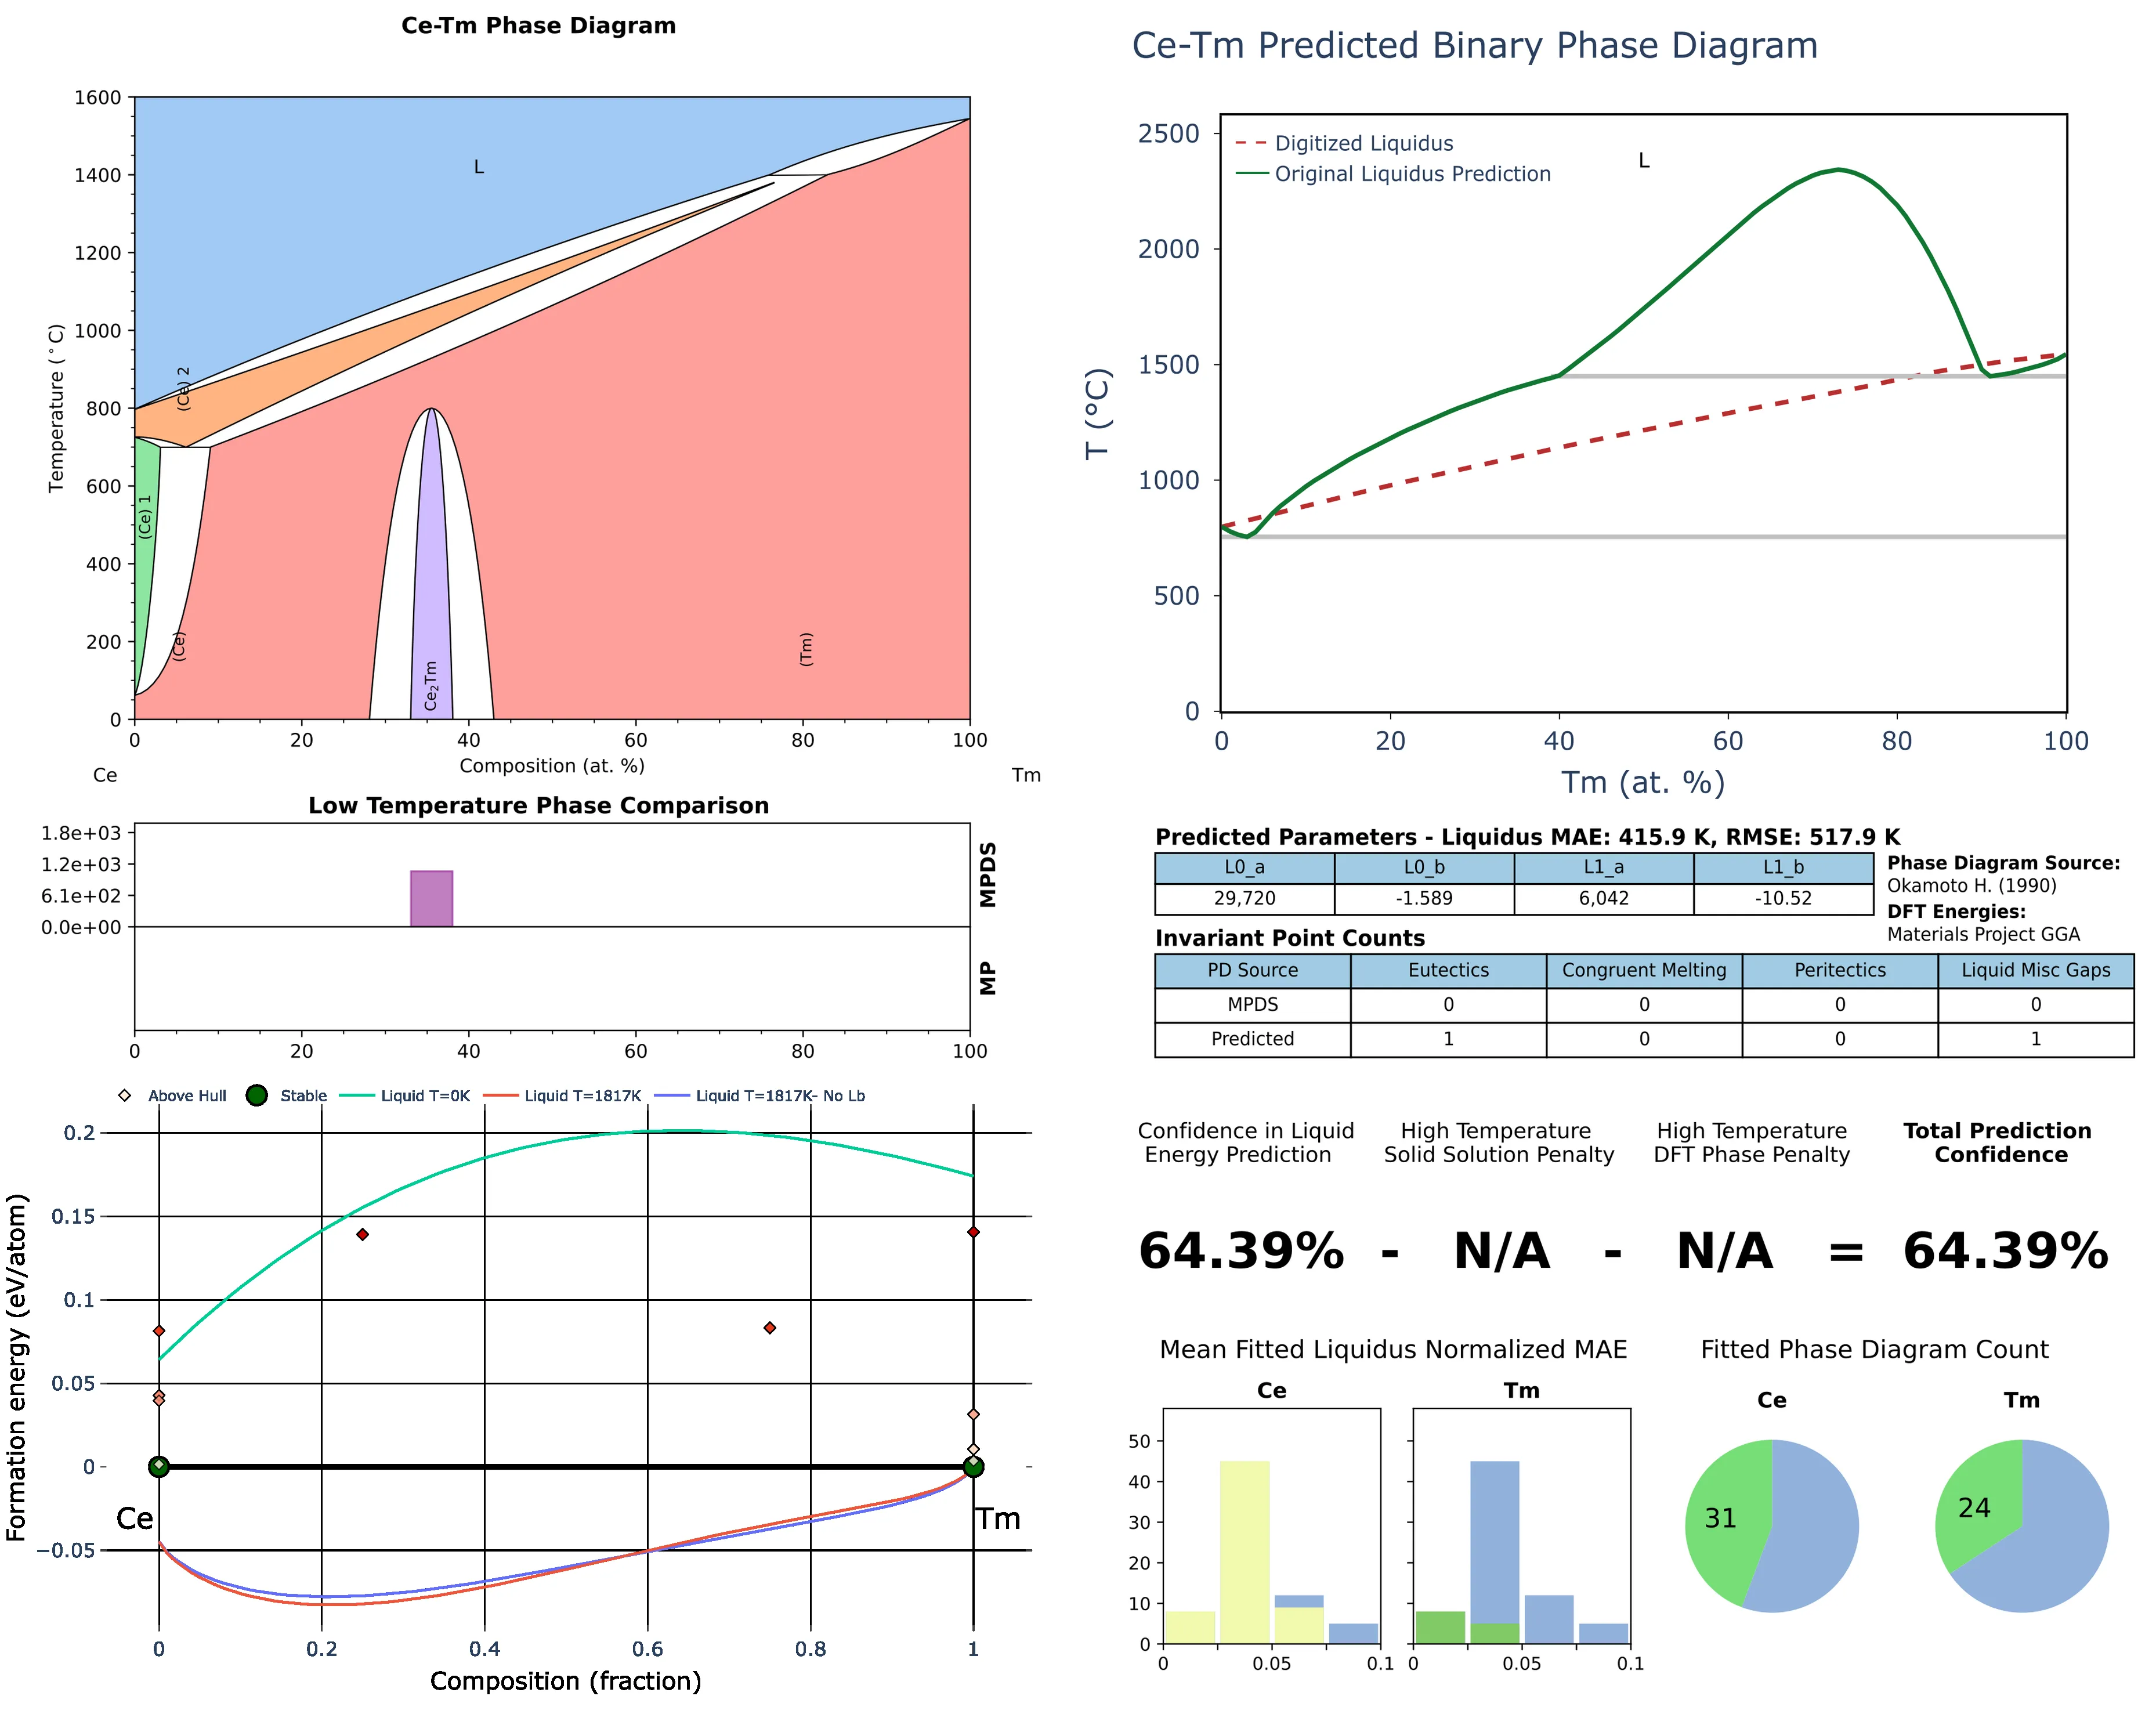 Ce-Tm Phase Diagram
1600
1400
1200
1000
800
600
400
200
0
Temperature (°C)
L
(Ce) 2
(Ce) 1
(Ce)
Ce₂Tm
(Tm)
0 20 40 60 80 100
Composition (at. %)
Ce Tm
Low Temperature Phase Comparison
1.8e+03
1.2e+03
6.1e+02
0.0e+00
MPDS
MP
0 20 40 60 80 100
Above Hull Stable Liquid T=0K Liquid T=1817K Liquid T=1817K- No Lb
0.2
0.15
0.1
0.05
0
−0.05
Formation energy (eV/atom)
Ce Tm
0 0.2 0.4 0.6 0.8 1
Composition (fraction)
Ce-Tm Predicted Binary Phase Diagram
2500
2000
1500
1000
500
0
T (°C)
Digitized Liquidus
Original Liquidus Prediction
L
0 20 40 60 80 100
Tm (at. %)
Predicted Parameters - Liquidus MAE: 415.9 K, RMSE: 517.9 K
L0_a L0_b L1_a L1_b
29,720 -1.589 6,042 -10.52
Phase Diagram Source:
Okamoto H. (1990)
DFT Energies:
Materials Project GGA
Invariant Point Counts
PD Source Eutectics Congruent Melting Peritectics Liquid Misc Gaps
MPDS 0 0 0 0
Predicted 1 0 0 1
Confidence in Liquid
Energy Prediction
High Temperature
Solid Solution Penalty
High Temperature
DFT Phase Penalty
Total Prediction
Confidence
64.39% - N/A - N/A = 64.39%
Mean Fitted Liquidus Normalized MAE
Ce
Tm
50
40
30
20
10
0
0 0.05 0.1
0 0.05 0.1
Fitted Phase Diagram Count
Ce
31
Tm
24